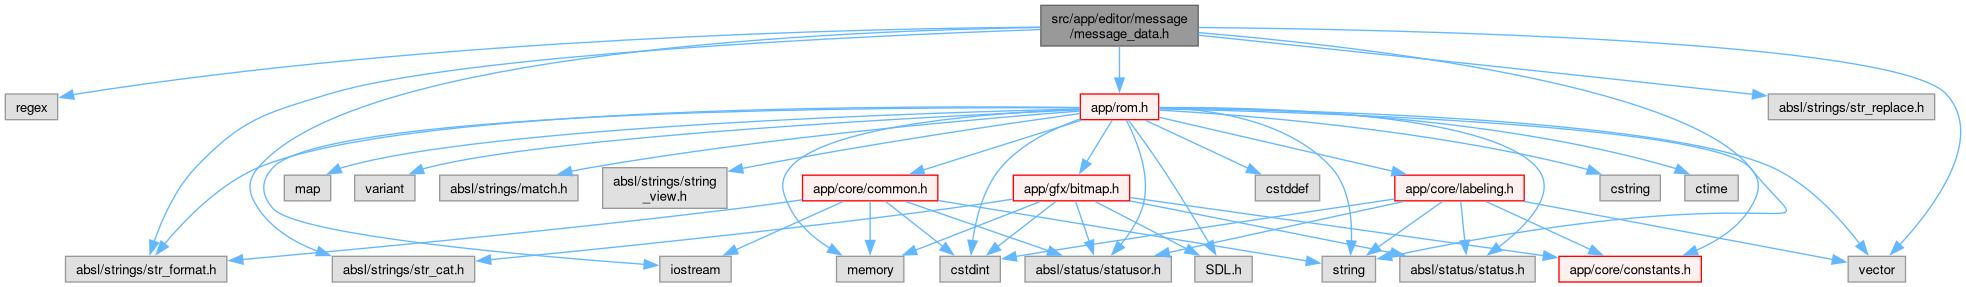 src/app/editor/message
/message_data.h
regex
app/rom.h
absl/strings/str_replace.h
map
variant
absl/strings/match.h
absl/strings/string
_view.h
app/core/common.h
app/gfx/bitmap.h
cstddef
app/core/labeling.h
cstring
ctime
absl/strings/str_format.h
absl/strings/str_cat.h
iostream
memory
cstdint
absl/status/statusor.h
SDL.h
string
absl/status/status.h
app/core/constants.h
vector